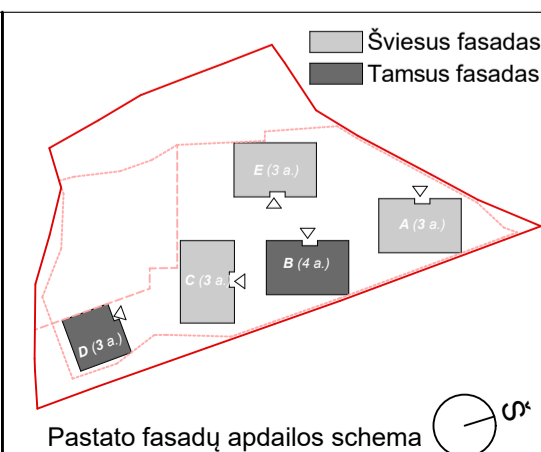 Šviesus fasadas
Tamsus fasadas
E (3 a.)
A (3 a.)
B (4 a.)
C (3 a.)
D (3 a.)
Pastato fasadų apdailos schema
Š